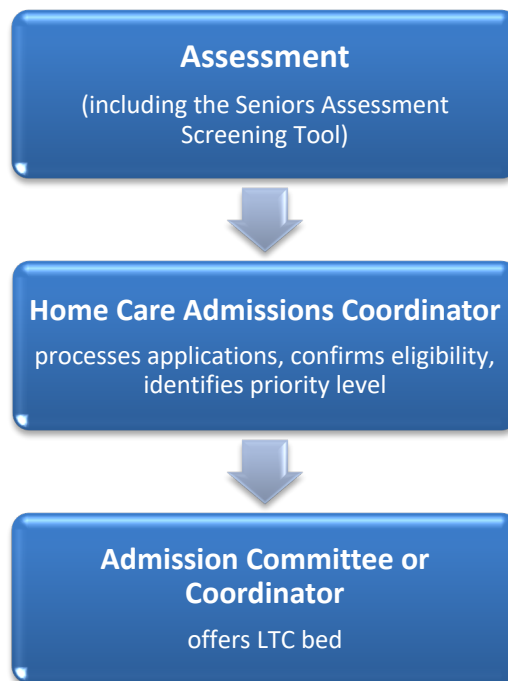 Assessment
(including the Seniors Assessment
Screening Tool)
Home Care Admissions Coordinator
processes applications, confirms eligibility,
identifies priority level
Admission Committee or
Coordinator
offers LTC bed